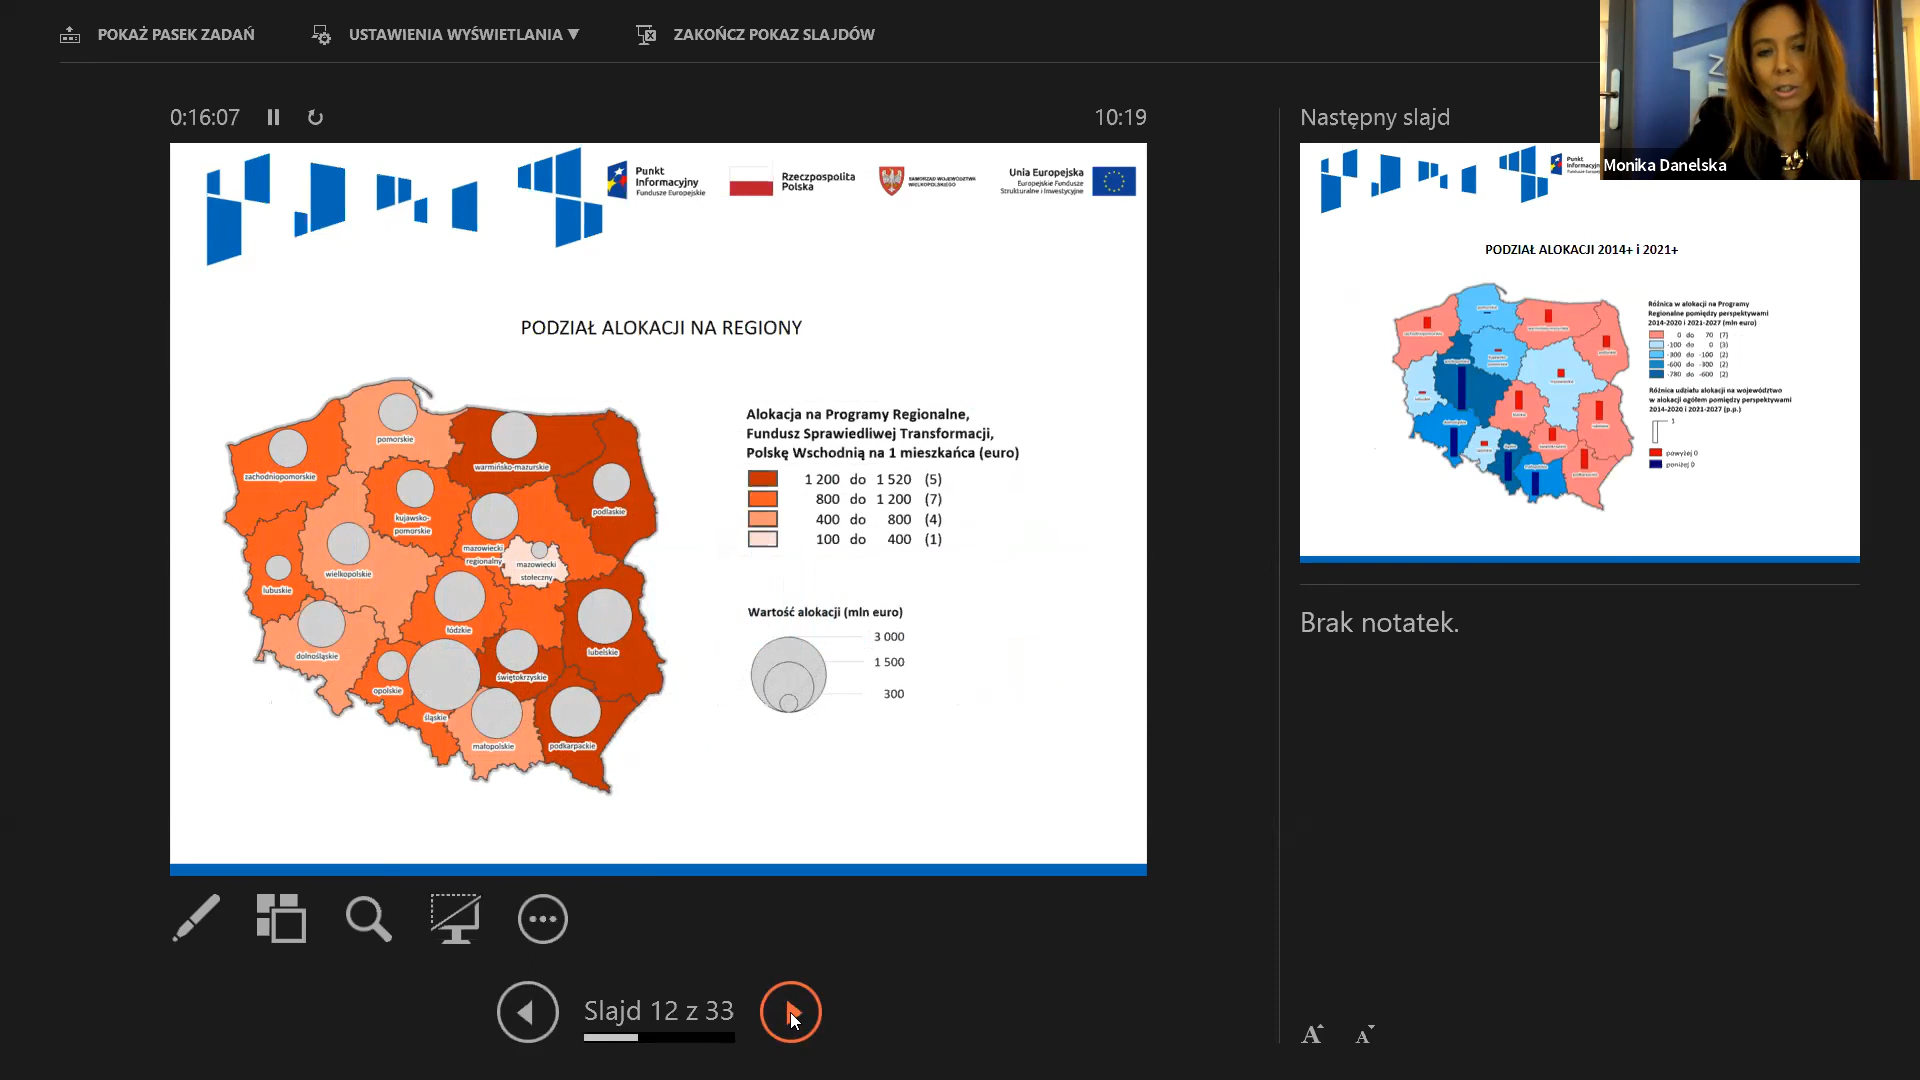 POKAŻ PASEK ZADAŃ
USTAWIENIA WYŚWIETLANIA ▼
ZAKOŃCZ POKAZ SLAJDÓW
0:16:07
10:19
Następny slajd
Monika Danelska
Punkt
Informacyjny
Fundusze Europejskie
Rzeczpospolita
Polska
SAMORZĄD WOJEWÓDZTWA
WIELKOPOLSKIEGO
Unia Europejska
Europejskie Fundusze
Strukturalne i Inwestycyjne
PODZIAŁ ALOKACJI NA REGIONY
pomorskie
zachodniopomorskie
warmińsko-mazurskie
podlaskie
kujawsko-
pomorskie
mazowiecki
regionalny
mazowiecki
stołeczny
wielkopolskie
lubuskie
łódzkie
lubelskie
dolnośląskie
świętokrzyskie
opolskie
śląskie
małopolskie
podkarpackie
Alokacja na Programy Regionalne,
Fundusz Sprawiedliwej Transformacji,
Polskę Wschodnią na 1 mieszkańca (euro)
1 200 do 1 520 (5)
800 do 1 200 (7)
400 do 800 (4)
100 do 400 (1)
Wartość alokacji (mln euro)
3 000
1 500
300
Punkt
Informacyjny
PODZIAŁ ALOKACJI 2014+ i 2021+
Różnica w alokacji na Programy
Regionalne pomiędzy perspektywami
2014-2020 i 2021-2027 (mln euro)
0 do 70 (7)
-100 do 0 (3)
-300 do -100 (2)
-600 do -300 (2)
-780 do -600 (2)
Różnica udziału alokacji na województwo
w alokacji ogółem pomiędzy perspektywami
2014-2020 i 2021-2027 (p.p.)
1
powyżej 0
poniżej 0
Brak notatek.
Slajd 12 z 33